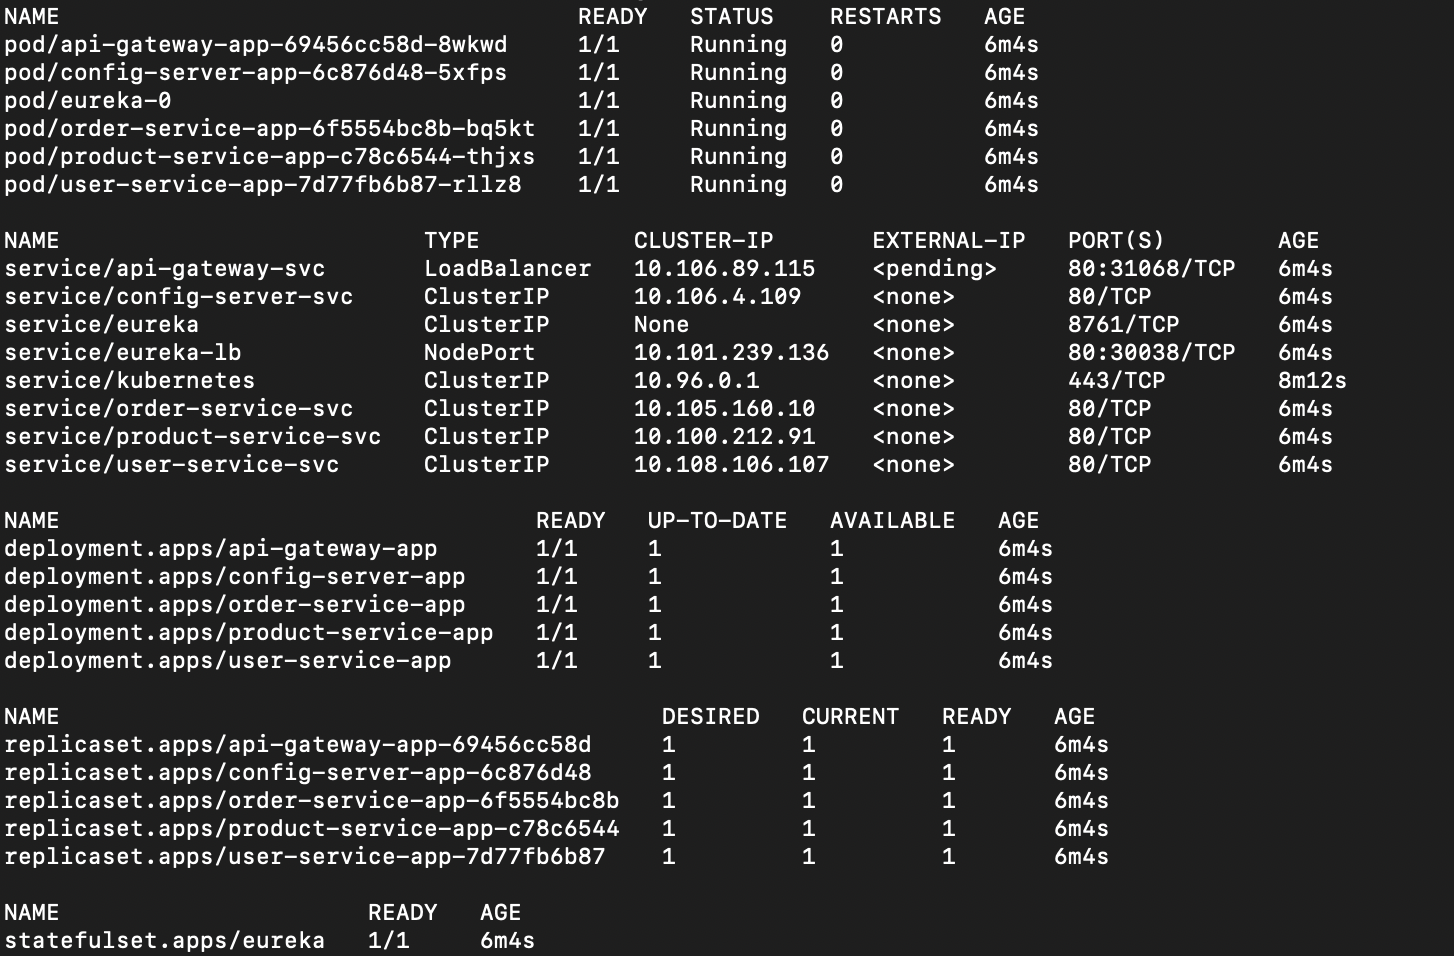 NAME READY STATUS RESTARTS AGE
pod/api-gateway-app-69456cc58d-8wkwd 1/1 Running 0 6m4s
pod/config-server-app-6c876d48-5xfps 1/1 Running 0 6m4s
pod/eureka-0 1/1 Running 0 6m4s
pod/order-service-app-6f5554bc8b-bq5kt 1/1 Running 0 6m4s
pod/product-service-app-c78c6544-thjxs 1/1 Running 0 6m4s
pod/user-service-app-7d77fb6b87-rllz8 1/1 Running 0 6m4s
NAME TYPE CLUSTER-IP EXTERNAL-IP PORT(S) AGE
service/api-gateway-svc LoadBalancer 10.106.89.115 <pending> 80:31068/TCP 6m4s
service/config-server-svc ClusterIP 10.106.4.109 <none> 80/TCP 6m4s
service/eureka ClusterIP None <none> 8761/TCP 6m4s
service/eureka-lb NodePort 10.101.239.136 <none> 80:30038/TCP 6m4s
service/kubernetes ClusterIP 10.96.0.1 <none> 443/TCP 8m12s
service/order-service-svc ClusterIP 10.105.160.10 <none> 80/TCP 6m4s
service/product-service-svc ClusterIP 10.100.212.91 <none> 80/TCP 6m4s
service/user-service-svc ClusterIP 10.108.106.107 <none> 80/TCP 6m4s
NAME READY UP-TO-DATE AVAILABLE AGE
deployment.apps/api-gateway-app 1/1 1 1 6m4s
deployment.apps/config-server-app 1/1 1 1 6m4s
deployment.apps/order-service-app 1/1 1 1 6m4s
deployment.apps/product-service-app 1/1 1 1 6m4s
deployment.apps/user-service-app 1/1 1 1 6m4s
NAME DESIRED CURRENT READY AGE
replicaset.apps/api-gateway-app-69456cc58d 1 1 1 6m4s
replicaset.apps/config-server-app-6c876d48 1 1 1 6m4s
replicaset.apps/order-service-app-6f5554bc8b 1 1 1 6m4s
replicaset.apps/product-service-app-c78c6544 1 1 1 6m4s
replicaset.apps/user-service-app-7d77fb6b87 1 1 1 6m4s
NAME READY AGE
statefulset.apps/eureka 1/1 6m4s